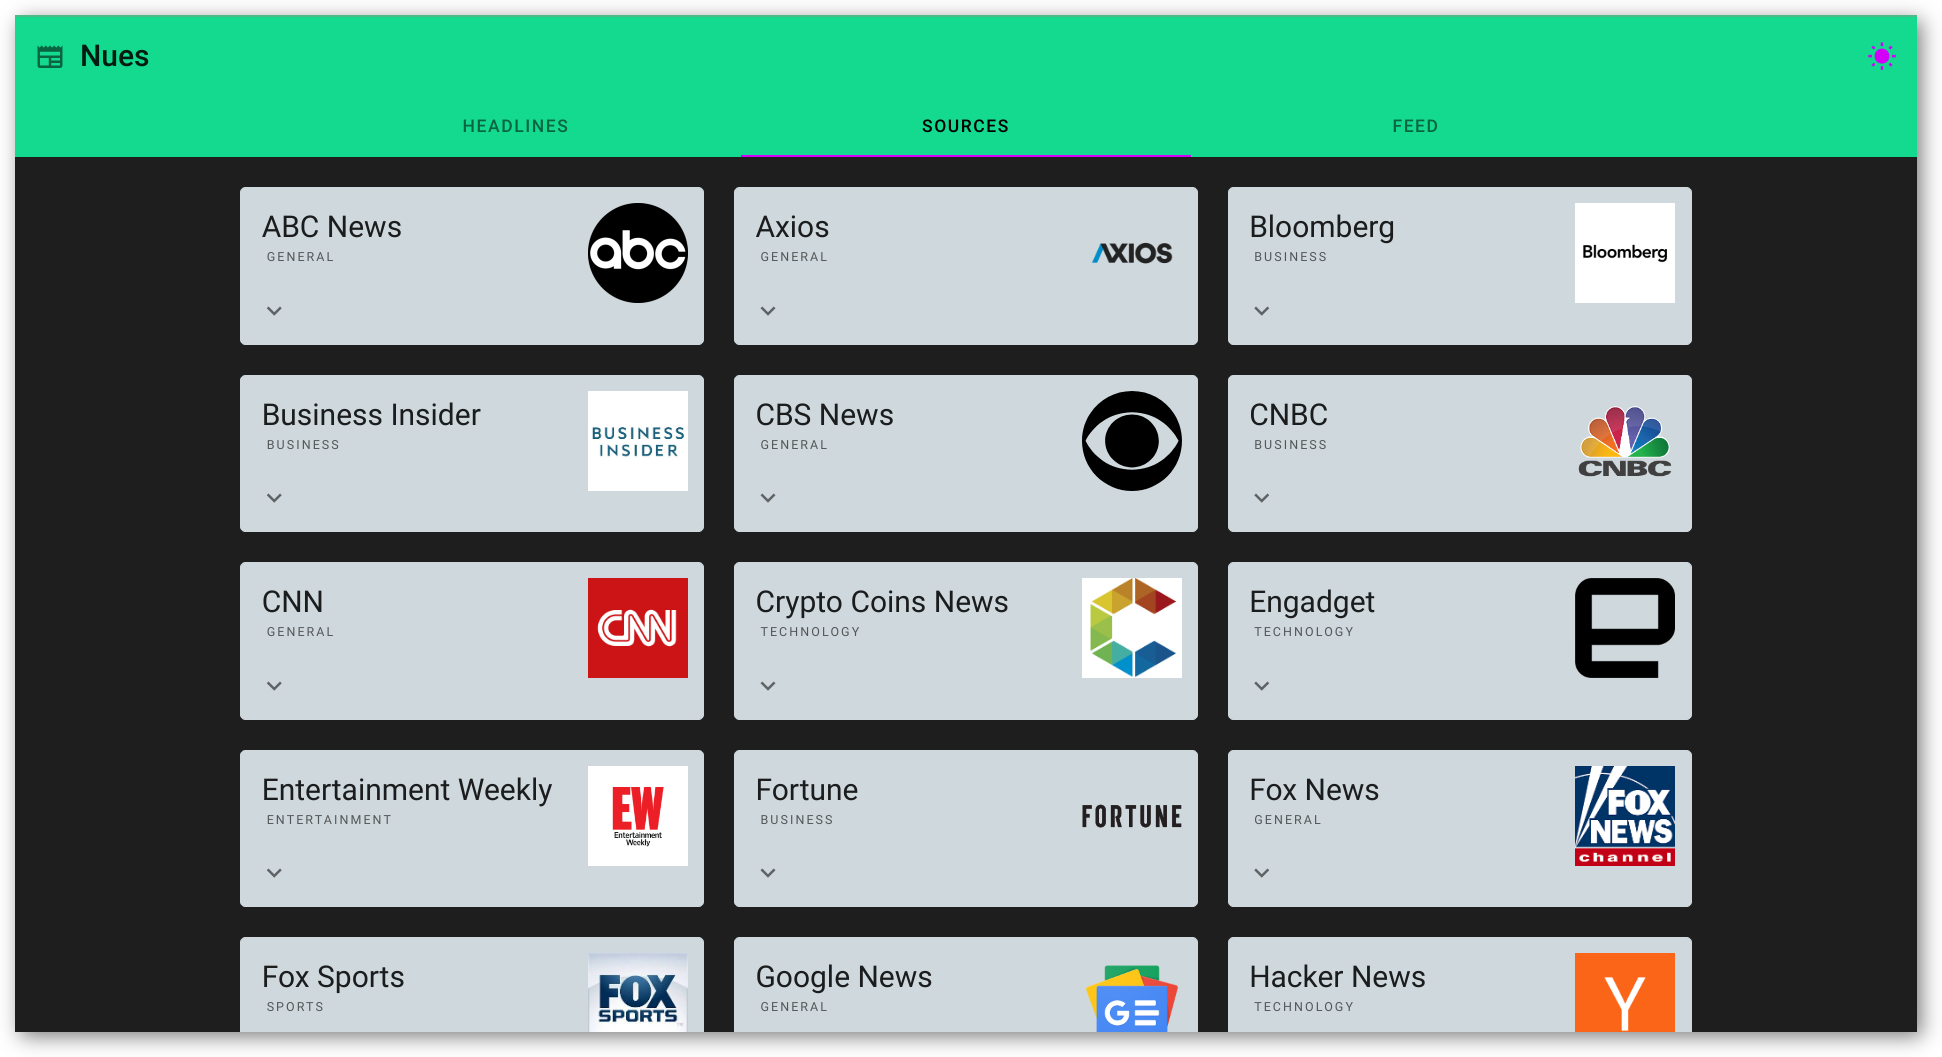 Nues
HEADLINES
SOURCES
FEED
ABC News
GENERAL
abc
Axios
GENERAL
AXIOS
Bloomberg
BUSINESS
Bloomberg
Business Insider
BUSINESS
BUSINESS
INSIDER
CBS News
GENERAL
CNBC
BUSINESS
CNBC
CNN
GENERAL
CNN
Crypto Coins News
TECHNOLOGY
C
Engadget
TECHNOLOGY
e
Entertainment Weekly
ENTERTAINMENT
EW
Entertainment
Weekly
Fortune
BUSINESS
FORTUNE
Fox News
GENERAL
FOX
NEWS
channel
Fox Sports
SPORTS
FOX
SPORTS
Google News
GENERAL
G
Hacker News
TECHNOLOGY
Y